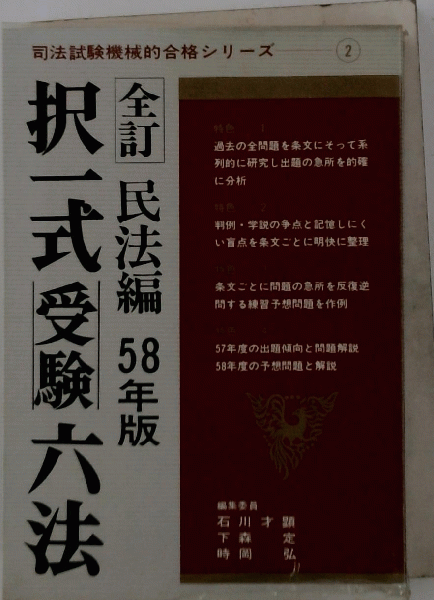 司法試験機械的合格シリーズ ②
択一式受験六法
全訂 民法編 58年版
特色 1
過去の全問題を条文にそって系
列的に研究し出題の急所を的確
に分析
特色 2
判例・学説の争点と記憶しにく
い盲点を条文ごとに明快に整理
条文ごとに問題の急所を反復逆
問する練習予想問題を作例
57年度の出題傾向と問題解説
58年度の予想問題と解説
編集委員
石川才顕
下森定
時岡弘